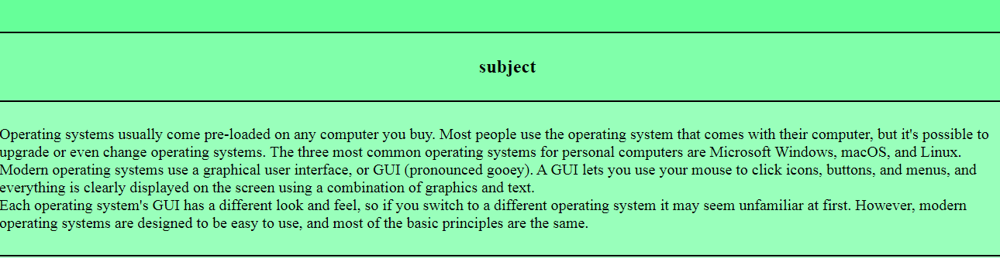 subject
Operating systems usually come pre-loaded on any computer you buy. Most people use the operating system that comes with their computer, but it's possible to
upgrade or even change operating systems. The three most common operating systems for personal computers are Microsoft Windows, macOS, and Linux.
Modern operating systems use a graphical user interface, or GUI (pronounced gooey). A GUI lets you use your mouse to click icons, buttons, and menus, and
everything is clearly displayed on the screen using a combination of graphics and text.
Each operating system's GUI has a different look and feel, so if you switch to a different operating system it may seem unfamiliar at first. However, modern
operating systems are designed to be easy to use, and most of the basic principles are the same.